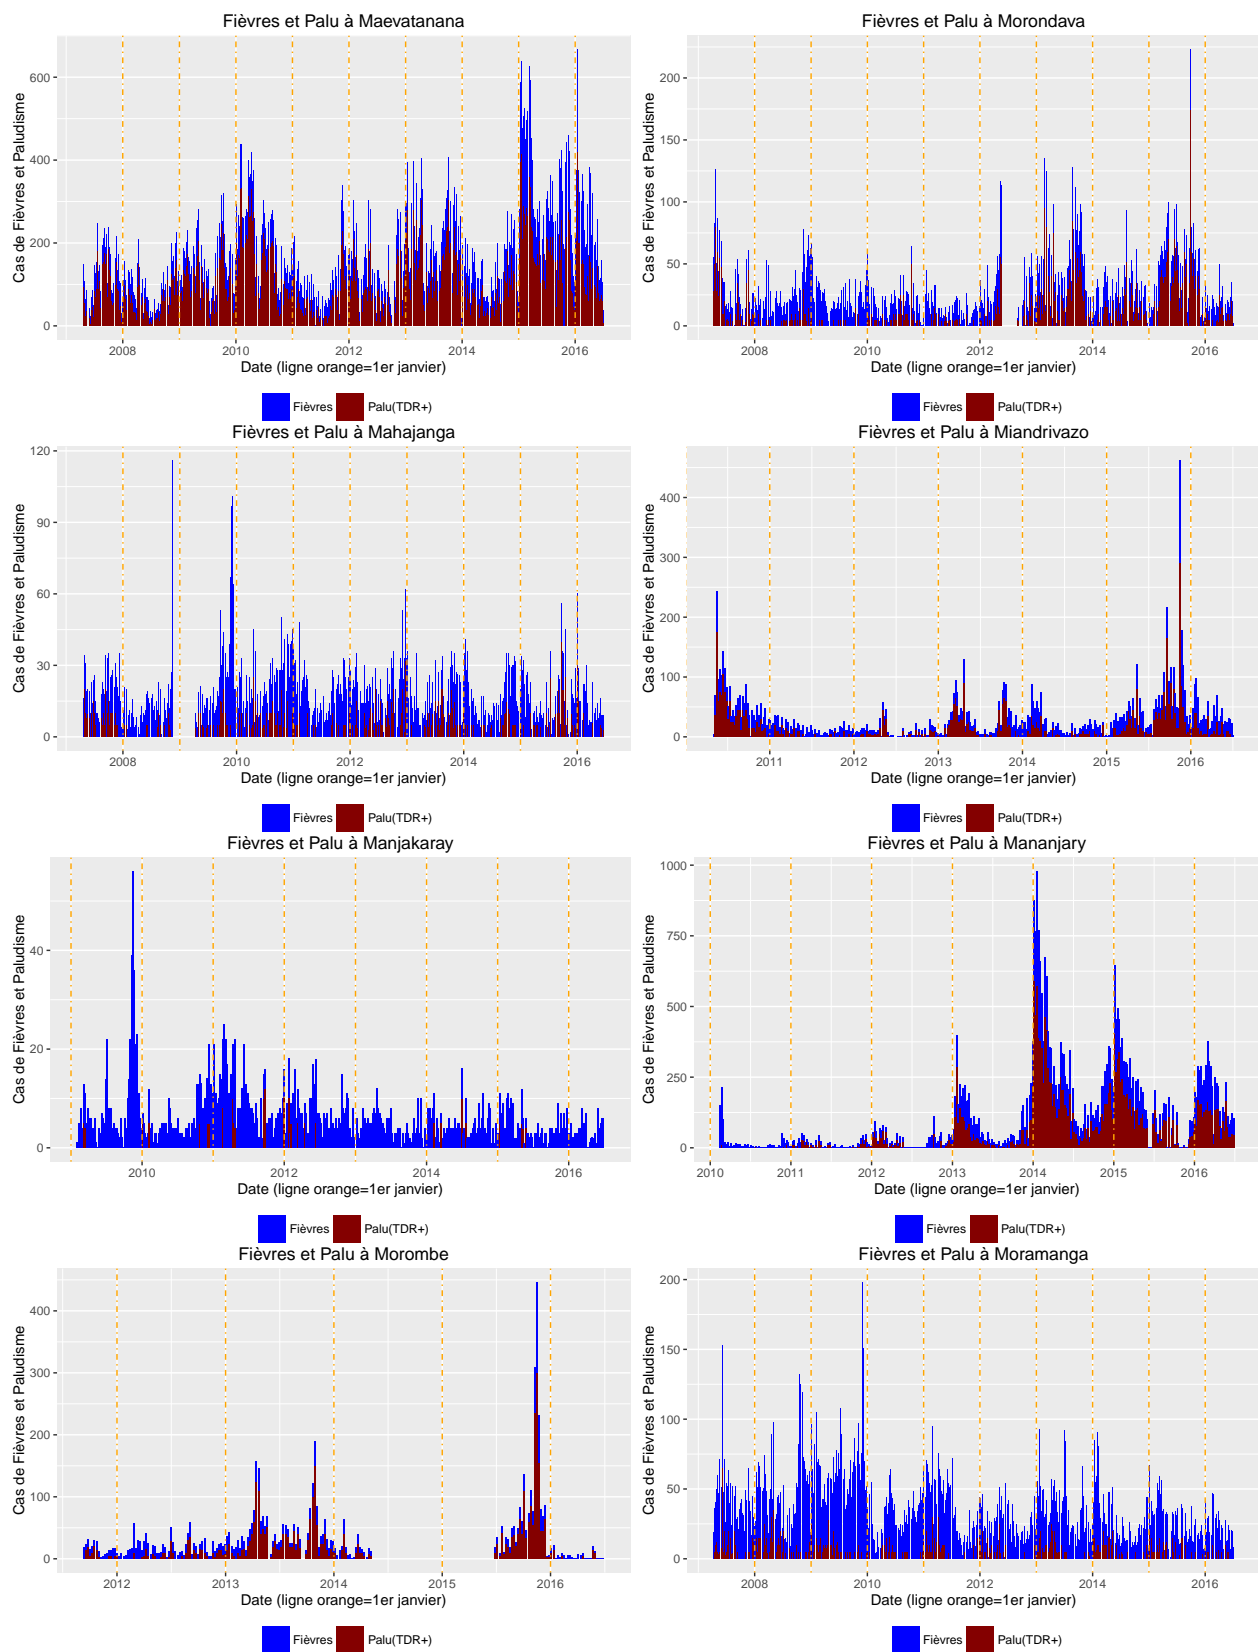 Fièvres et Palu à Maevatanana
Cas de Fièvres et Paludisme
600
400
200
0
2008
2010
2012
2014
2016
Date (ligne orange=1er janvier)
Fièvres
Palu(TDR+)
Fièvres et Palu à Morondava
Cas de Fièvres et Paludisme
200
150
100
50
0
2008
2010
2012
2014
2016
Date (ligne orange=1er janvier)
Fièvres
Palu(TDR+)
Fièvres et Palu à Mahajanga
Cas de Fièvres et Paludisme
120
90
60
30
0
2008
2010
2012
2014
2016
Date (ligne orange=1er janvier)
Fièvres
Palu(TDR+)
Fièvres et Palu à Miandrivazo
Cas de Fièvres et Paludisme
400
300
200
100
0
2011
2012
2013
2014
2015
2016
Date (ligne orange=1er janvier)
Fièvres
Palu(TDR+)
Fièvres et Palu à Manjakaray
Cas de Fièvres et Paludisme
40
20
0
2010
2012
2014
2016
Date (ligne orange=1er janvier)
Fièvres
Palu(TDR+)
Fièvres et Palu à Mananjary
Cas de Fièvres et Paludisme
1000
750
500
250
0
2010
2011
2012
2013
2014
2015
2016
Date (ligne orange=1er janvier)
Fièvres
Palu(TDR+)
Fièvres et Palu à Morombe
Cas de Fièvres et Paludisme
400
300
200
100
0
2012
2013
2014
2015
2016
Date (ligne orange=1er janvier)
Fièvres
Palu(TDR+)
Fièvres et Palu à Moramanga
Cas de Fièvres et Paludisme
200
150
100
50
0
2008
2010
2012
2014
2016
Date (ligne orange=1er janvier)
Fièvres
Palu(TDR+)